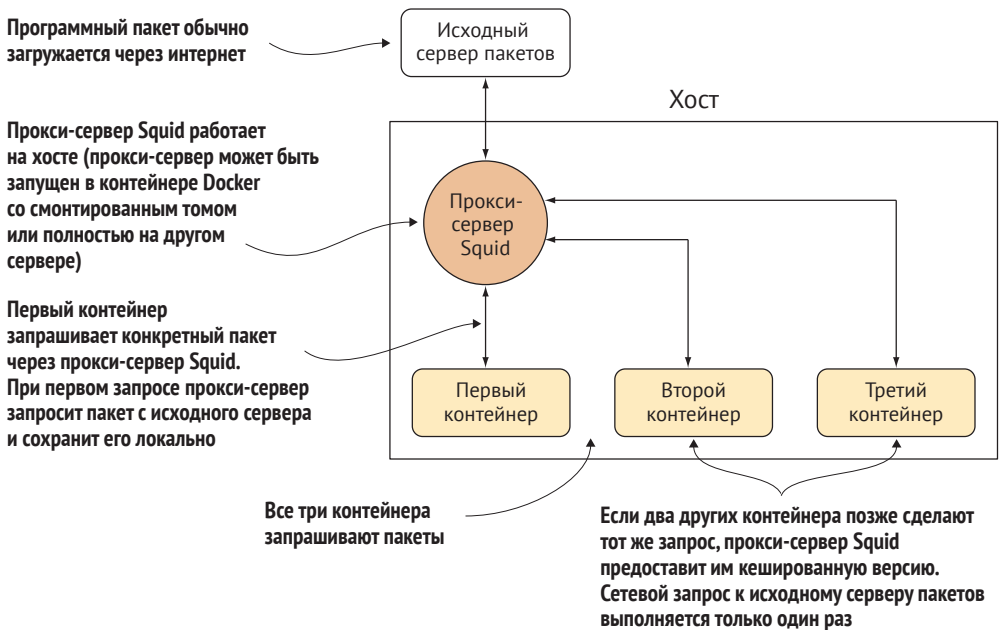 Программный пакет обычно
загружается через интернет
Исходный
сервер пакетов
Хост
Прокси-сервер Squid работает
на хосте (прокси-сервер может быть
запущен в контейнере Docker
со смонтированным томом
или полностью на другом
сервере)
Прокси-
сервер
Squid
Первый контейнер
запрашивает конкретный пакет
через прокси-сервер Squid.
При первом запросе прокси-сервер
запросит пакет с исходного сервера
и сохранит его локально
Первый
контейнер
Второй
контейнер
Третий
контейнер
Все три контейнера
запрашивают пакеты
Если два других контейнера позже сделают
тот же запрос, прокси-сервер Squid
предоставит им кешированную версию.
Сетевой запрос к исходному серверу пакетов
выполняется только один раз